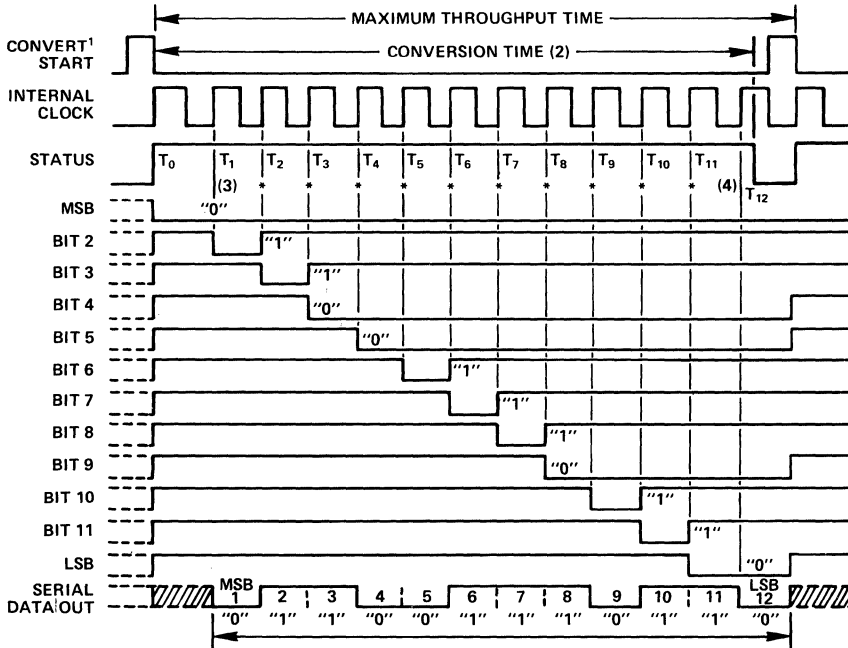 MAXIMUM THROUGHPUT TIME
CONVERT¹
START
CONVERSION TIME (2)
INTERNAL
CLOCK
STATUS T₀ T₁ T₂ T₃ T₄ T₅ T₆ T₇ T₈ T₉ T₁₀ T₁₁
(3) * * * * * * * * * * (4) T₁₂
MSB "0"
BIT 2 "1"
BIT 3 "1"
BIT 4 "0"
BIT 5 "0"
BIT 6 "1"
BIT 7 "1"
BIT 8 "1"
BIT 9 "0"
BIT 10 "1"
BIT 11 "1"
LSB "0"
SERIAL
DATA OUT
MSB LSB
1 2 3 4 5 6 7 8 9 10 11 12
"0" "1" "1" "0" "0" "1" "1" "1" "0" "1" "1" "0"